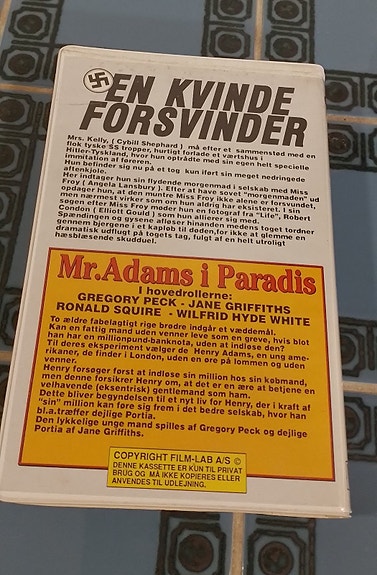 EN KVINDE
FORSVINDER
Mrs. Kelly, ( Cybill Shephard ) må efter et sammenstød med en
flok tyske SS tropper, hurtigt forlade et værtshus i
Hitler-Tyskland, hvor hun optrådte med sin egen helt specielle
immitation af føreren.
Hun befinder sig nu på et tog kun iført sin meget nedringede
aftenkjole.
Her indtager hun sin flydende morgenmad i selskab med Miss
Froy ( Angela Lansbury ). Efter at have sovet "morgenmaden" ud
opdager hun, at den muntre Miss Froy ikke alene er forsvundet,
men nærmest virker som om hun aldrig har eksisteret. I sin
søgen efter Miss Froy møder hun en fotograf fra "Life", Robert
Condon ( Elliott Gould ) som hun allierer sig med.
Spændingen og gysene afløser hinanden medens toget tordner
gennem bjergene i et kapløb til døden,for ikke at glemme en
dramatisk duel ugt på togets tag, fulgt af en helt utroligt
hæsblæsende skudduel.
Mr.Adams i Paradis
I hovedrollerne:
GREGORY PECK - JANE GRIFFITHS
RONALD SQUIRE - WILFRID HYDE WHITE
To ældre fabelagtigt rige brødre indgår et væddemål.
Kan en fattig mand uden venner leve som en greve, hvis blot
han har en millionpund-banknota, uden at indløse den?
Til deres eksperiment vælger de Henry Adams, en ung ame-
rikaner, de finder i London, uden en øre på lommen og uden
venner.
Henry forsøger først at indløse sin million hos sin købmand,
men denne forsikrer Henry om, at det er en ære at betjene en
velhavende (eksentrisk) gentlemand som ham.
Dette bliver begyndelsen til et nyt liv for Henry, der i kraft af
"sin" million kan føre sig frem i det bedre selskab, hvor han
bl.a.træffer dejlige Portia.
Den lykkelige unge mand spilles af Gregory Peck og dejlige
Portia af Jane Griffiths.
COPYRIGHT FILM-LAB A/S ©
DENNE KASSETTE ER KUN TIL PRIVAT
BRUG OG MÅ IKKE KOPIERES ELLER
ANVENDES TIL UDLEJNING.